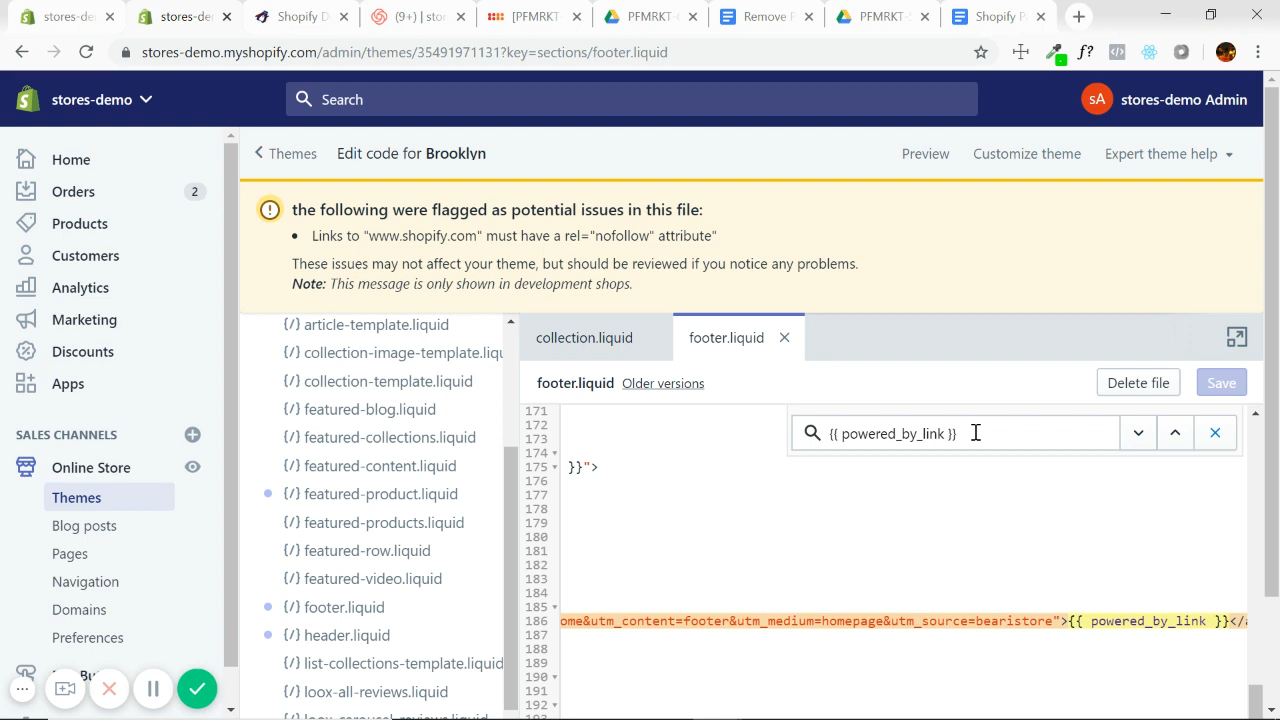 stores-de
stores-de
Shopify D
(9+) | stor
[PFMRKT-
PFMRKT-
Remove P
PFMRKT-
Shopify P
stores-demo.myshopify.com/admin/themes/35491971131?key=sections/footer.liquid
f?
stores-demo
Search
sA
stores-demo Admin
Home
Orders
2
Products
Customers
Analytics
Marketing
Discounts
Apps
SALES CHANNELS
Online Store
Themes
Blog posts
Pages
Navigation
Domains
Preferences
Themes
Edit code for Brooklyn
Preview
Customize theme
Expert theme help
the following were flagged as potential issues in this file:
Links to "www.shopify.com" must have a rel="nofollow" attribute"
These issues may not affect your theme, but should be reviewed if you notice any problems.
Note: This message is only shown in development shops.
{/} article-template.liquid
{/} collection-image-template.liqu
{/} collection-template.liquid
{/} featured-blog.liquid
{/} featured-collections.liquid
{/} featured-content.liquid
{/} featured-product.liquid
{/} featured-products.liquid
{/} featured-row.liquid
{/} featured-video.liquid
{/} footer.liquid
{/} header.liquid
{/} list-collections-template.liquid
{/} loox-all-reviews.liquid
{/} loox-carousel-reviews.liquid
collection.liquid
footer.liquid
footer.liquid Older versions
Delete file
Save
{{ powered_by_link }}
171
172
173
174
175 }}">
176
177
178
179
180
181
182
183
184
185
186 ome&utm_content=footer&utm_medium=homepage&utm_source=bearistore">{{ powered_by_link }}</
187
188
189
190
191
192
193